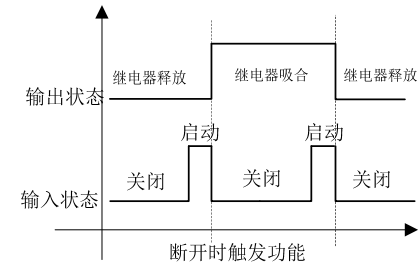 继电器释放 继电器吸合 继电器释放
输出状态
启动 启动
关闭 关闭 关闭
输入状态
断开时触发功能